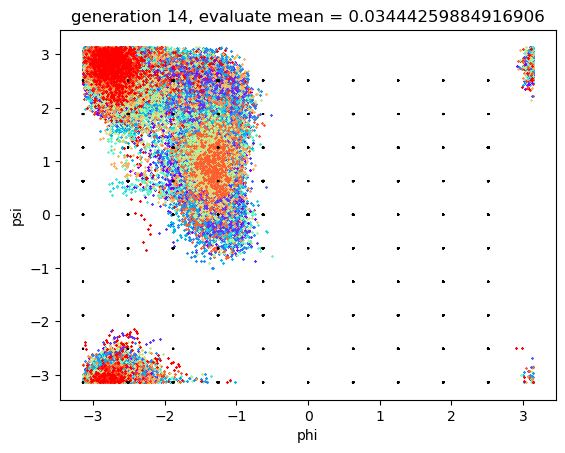 generation 14, evaluate mean = 0.03444259884916906
3
2
1
0
−1
−2
−3
psi
−3 −2 −1 0 1 2 3
phi